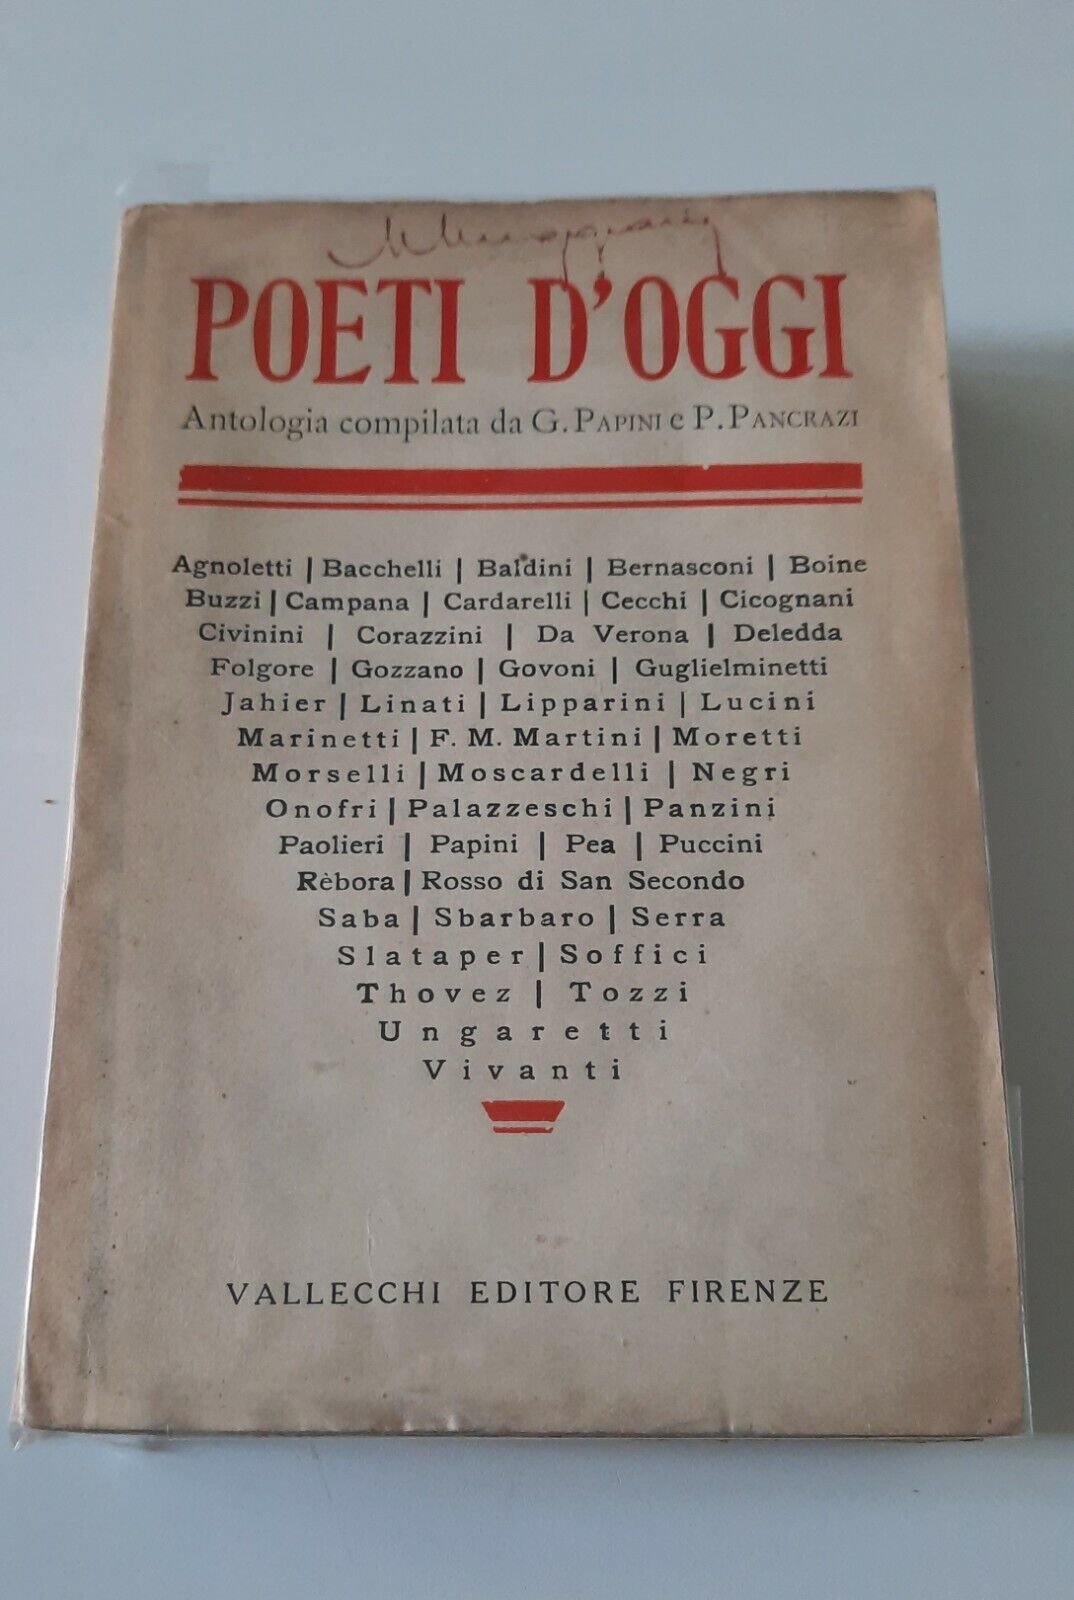 POETI D'OGGI
Antologia compilata da G. PAPINI e P. PANCRAZI
Agnoletti | Bacchelli | Baldini | Bernasconi | Boine
Buzzi | Campana | Cardarelli | Cecchi | Cicognani
Civinini | Corazzini | Da Verona | Deledda
Folgore | Gozzano | Govoni | Guglielminetti
Jahier | Linati | Lipparini | Lucini
Marinetti | F. M. Martini | Moretti
Morselli | Moscardelli | Negri
Onofri | Palazzeschi | Panzini
Paolieri | Papini | Pea | Puccini
Rèbora | Rosso di San Secondo
Saba | Sbarbaro | Serra
Slataper | Soffici
Thovez | Tozzi
Ungaretti
Vivanti
VALLECCHI EDITORE FIRENZE